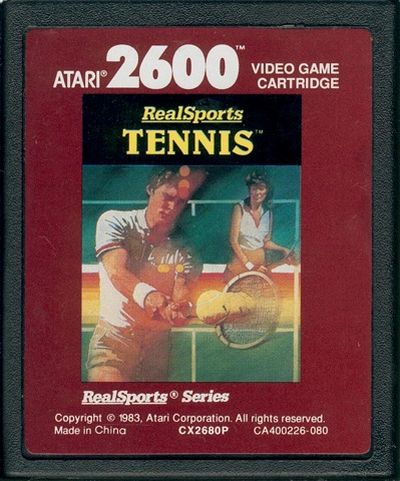 ATARI® 2600™ VIDEO GAME
CARTRIDGE
RealSports
TENNIS™
RealSports® Series
Copyright © 1983, Atari Corporation. All rights reserved.
Made in China CX2680P CA400226-080